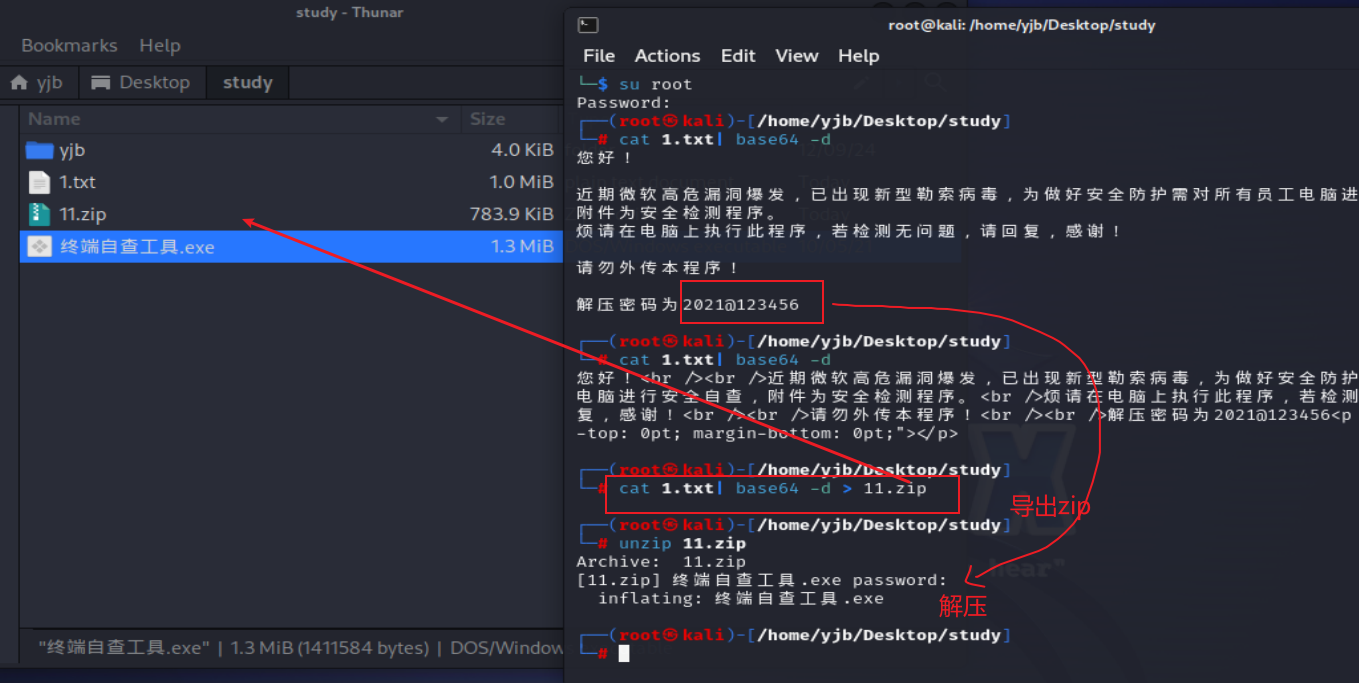 study - Thunar
Bookmarks Help
yjb Desktop study
Name Size
yjb 4.0 KiB
1.txt 1.0 MiB
11.zip 783.9 KiB
终端自查工具.exe 1.3 MiB
"终端自查工具.exe" | 1.3 MiB (1411584 bytes) | DOS/Window
root@kali: /home/yjb/Desktop/study
File Actions Edit View Help
└─$ su root
Password:
┌──(root㉿kali)-[/home/yjb/Desktop/study]
└─# cat 1.txt| base64 -d
您好！
近期微软高危漏洞爆发，已出现新型勒索病毒，为做好安全防护需对所有员工电脑进
附件为安全检测程序。
烦请在电脑上执行此程序，若检测无问题，请回复，感谢！
请勿外传本程序！
解压密码为2021@123456
┌──(root㉿kali)-[/home/yjb/Desktop/study]
└─# cat 1.txt| base64 -d
您好！<br /><br />近期微软高危漏洞爆发，已出现新型勒索病毒，为做好安全防护
电脑进行安全自查，附件为安全检测程序。<br />烦请在电脑上执行此程序，若检测
复，感谢！<br /><br />请勿外传本程序！<br /><br />解压密码为2021@123456<p
-top: 0pt; margin-bottom: 0pt;"></p>
┌──(root㉿kali)-[/home/yjb/Desktop/study]
└─# cat 1.txt| base64 -d > 11.zip
导出zip
┌──(root㉿kali)-[/home/yjb/Desktop/study]
└─# unzip 11.zip
Archive: 11.zip
[11.zip] 终端自查工具.exe password:
inflating: 终端自查工具.exe
解压
┌──(root㉿kali)-[/home/yjb/Desktop/study]
└─#